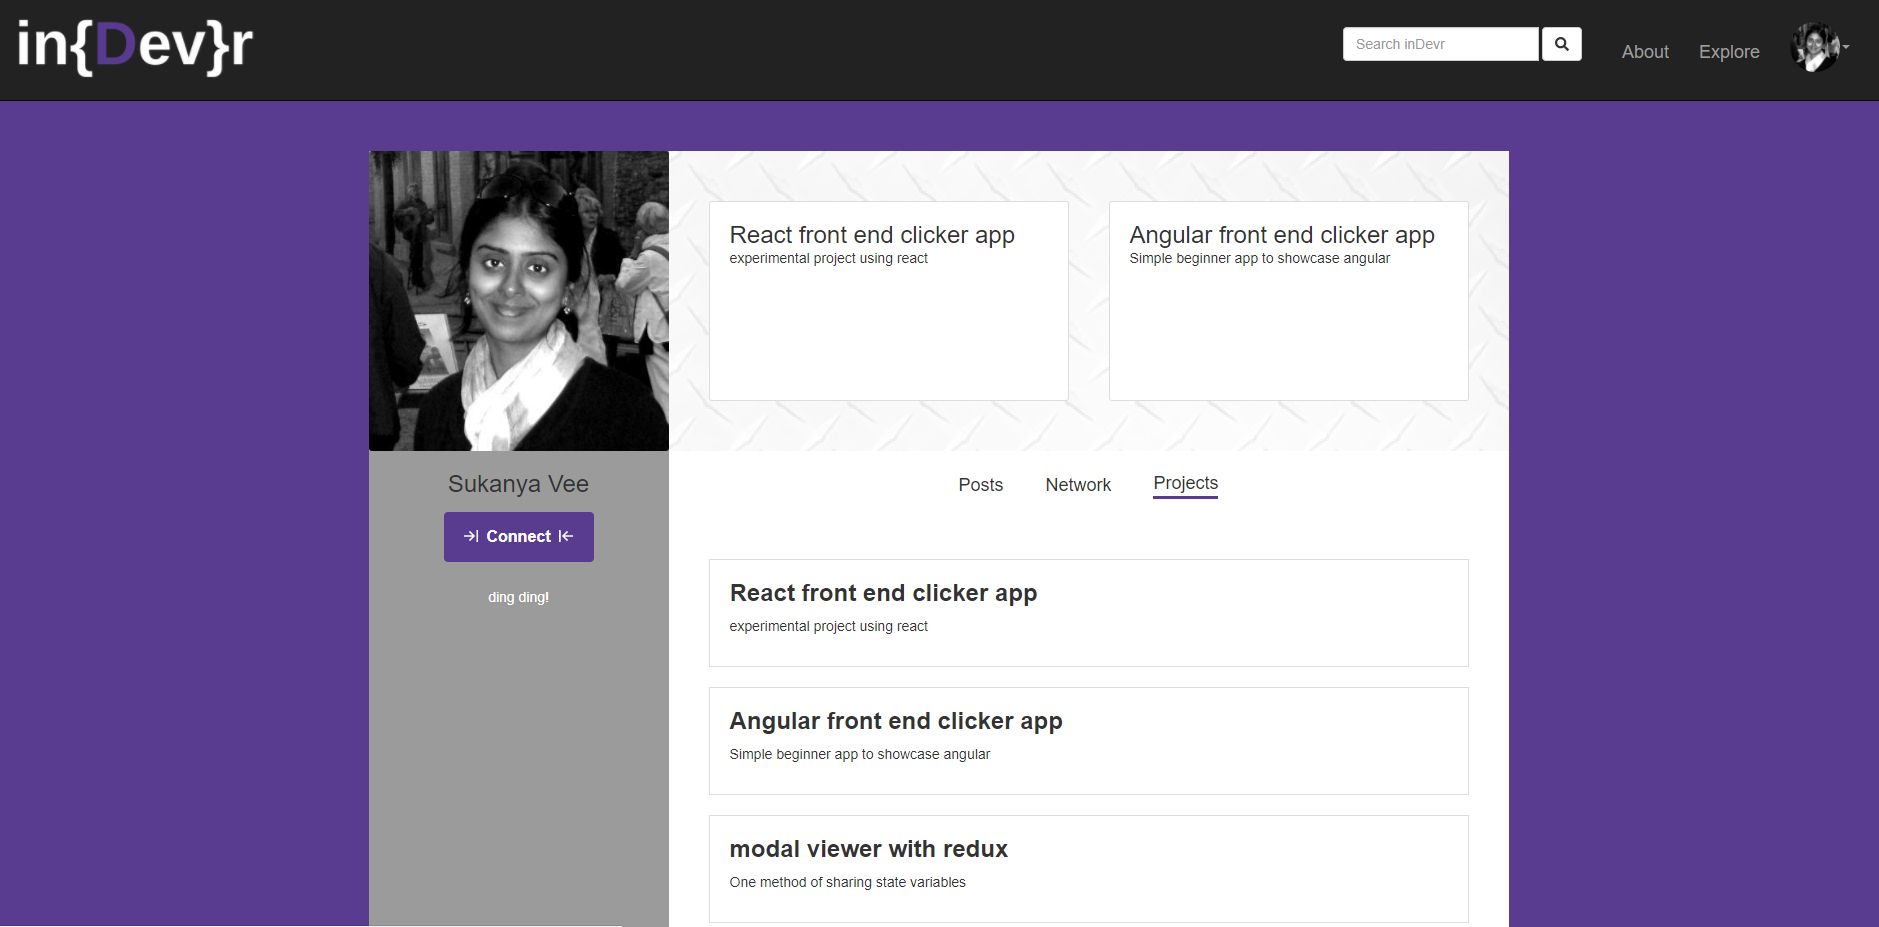 in{Dev}r
Search inDevr
About
Explore
React front end clicker app
experimental project using react
Angular front end clicker app
Simple beginner app to showcase angular
Sukanya Vee
Connect
ding ding!
Posts
Network
Projects
React front end clicker app
experimental project using react
Angular front end clicker app
Simple beginner app to showcase angular
modal viewer with redux
One method of sharing state variables